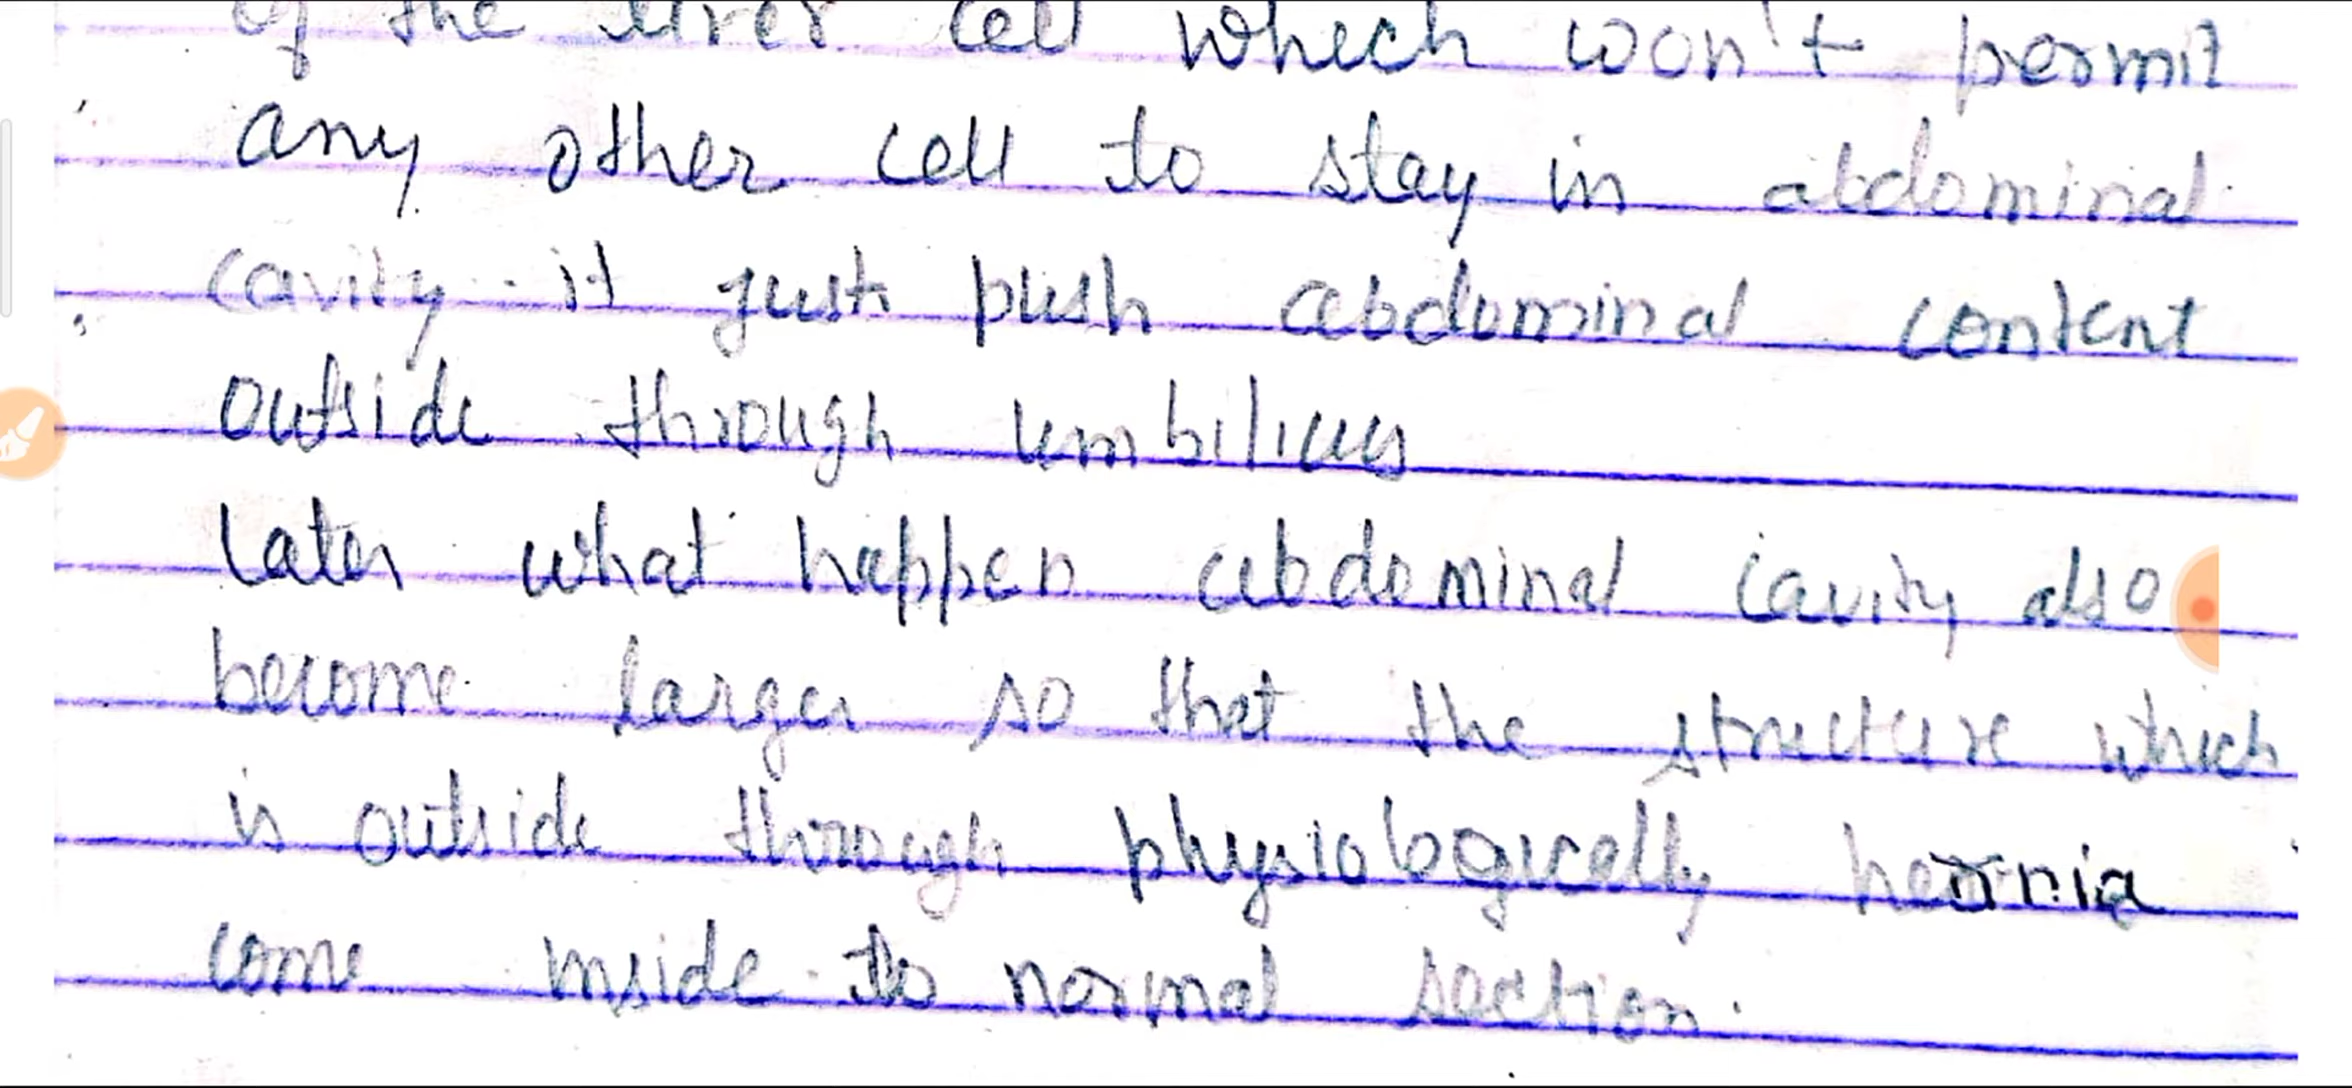 of the liver cell which won't permit
any other cell to stay in abdominal
cavity. it just push abdominal content
outside through umbilicus
later what happen abdominal cavity also
become larger so that the structure which
is outside through physiologically hernia
come inside to normal section.